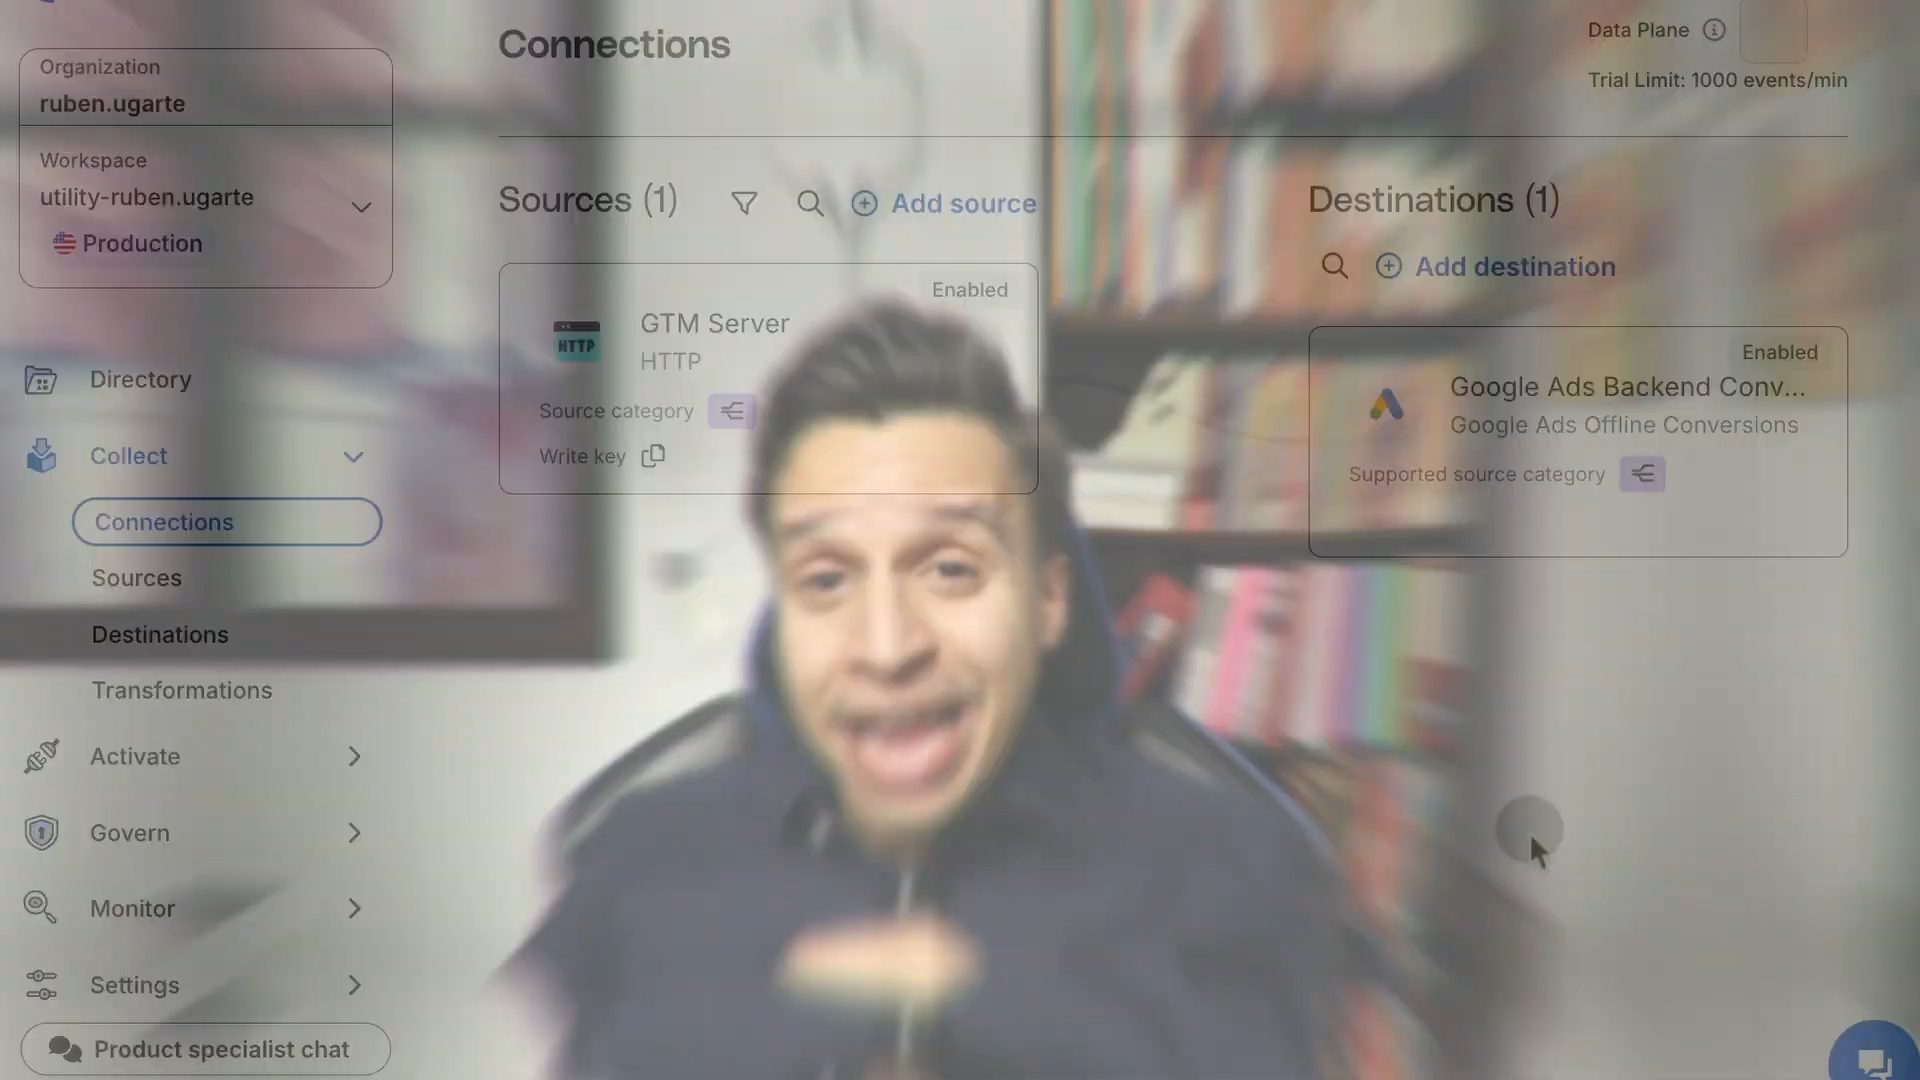 Organization
ruben.ugarte
Workspace
utility-ruben.ugarte
Production
Directory
Collect
Connections
Sources
Destinations
Transformations
Activate
Govern
Monitor
Settings
Product specialist chat
Connections
Data Plane
Trial Limit: 1000 events/min
Sources (1)
Add source
Enabled
HTTP
GTM Server
HTTP
Source category
Write key
Destinations (1)
Add destination
Enabled
Google Ads Backend Conv...
Google Ads Offline Conversions
Supported source category